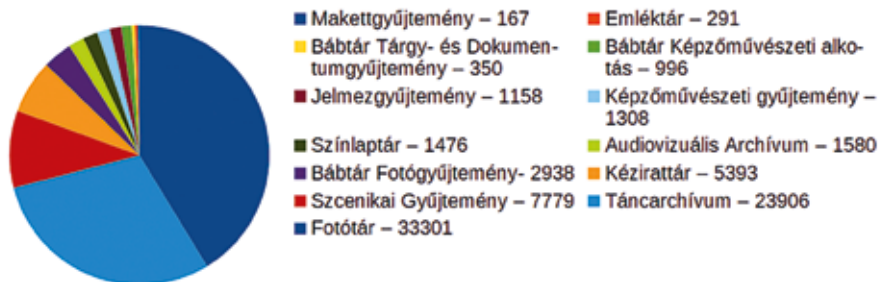 Makettgyűjtemény – 167
Emléktár – 291
Bábtár Tárgy- és Dokumen-
tumgyűjtemény – 350
Bábtár Képzőművészeti alko-
tás – 996
Jelmezgyűjtemény – 1158
Képzőművészeti gyűjtemény –
1308
Színlaptár – 1476
Audiovizuális Archívum – 1580
Bábtár Fotógyűjtemény- 2938
Kézirattár – 5393
Szcenikai Gyűjtemény – 7779
Táncarchívum – 23906
Fotótár – 33301